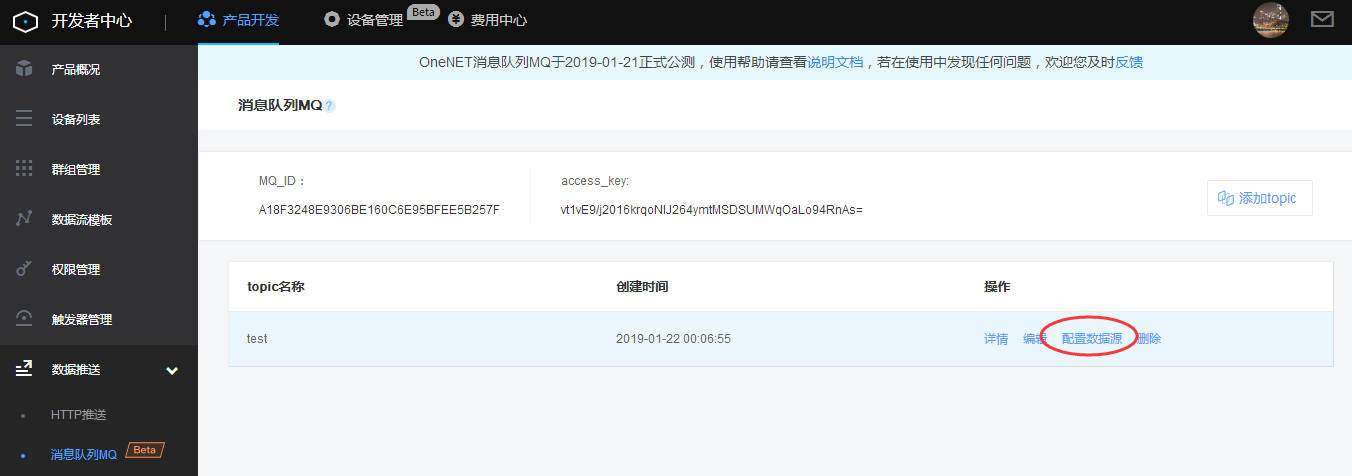 开发者中心 产品开发 设备管理 Beta 费用中心
OneNET消息队列MQ于2019-01-21正式公测，使用帮助请查看说明文档，若在使用中发现任何问题，欢迎您及时反馈
产品概况
设备列表
群组管理
数据流模板
权限管理
触发器管理
数据推送
HTTP推送
消息队列MQ Beta
消息队列MQ ?
MQ_ID： access_key:
A18F3248E9306BE160C6E95BFEE5B257F vt1vE9/j2016krqoNIJ264ymtMSDSUMWqOaLo94RnAs=
添加topic
topic名称 创建时间 操作
test 2019-01-22 00:06:55 详情 编辑 配置数据源 删除